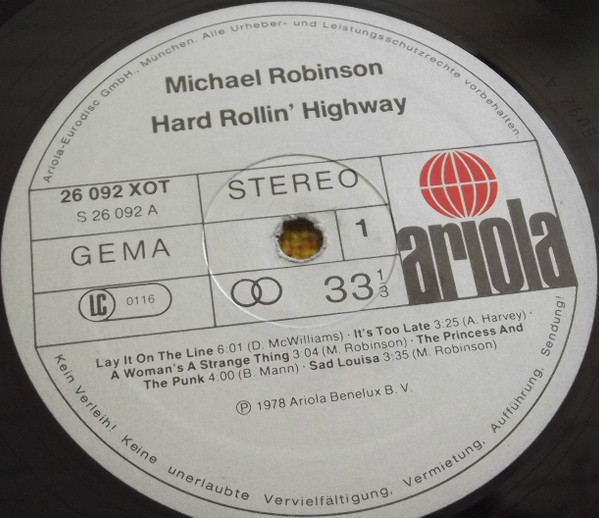 Ariola-Eurodisc GmbH., München. Alle Urheber- und Leistungsschutzrechte vorbehalten.
Michael Robinson
Hard Rollin' Highway
26 092 XOT
S 26 092 A
STEREO
GEMA
1
ariola
LC 0116
33 1/3
Lay It On The Line 6:01 (D. McWilliams) · It's Too Late 3:25 (A. Harvey) ·
A Woman's A Strange Thing 3:04 (M. Robinson) · The Princess And
The Punk 4:00 (B. Mann) · Sad Louisa 3:35 (M. Robinson)
Ⓟ 1978 Ariola Benelux B. V.
Kein Verleih! Keine unerlaubte Vervielfältigung, Vermietung, Aufführung, Sendung!